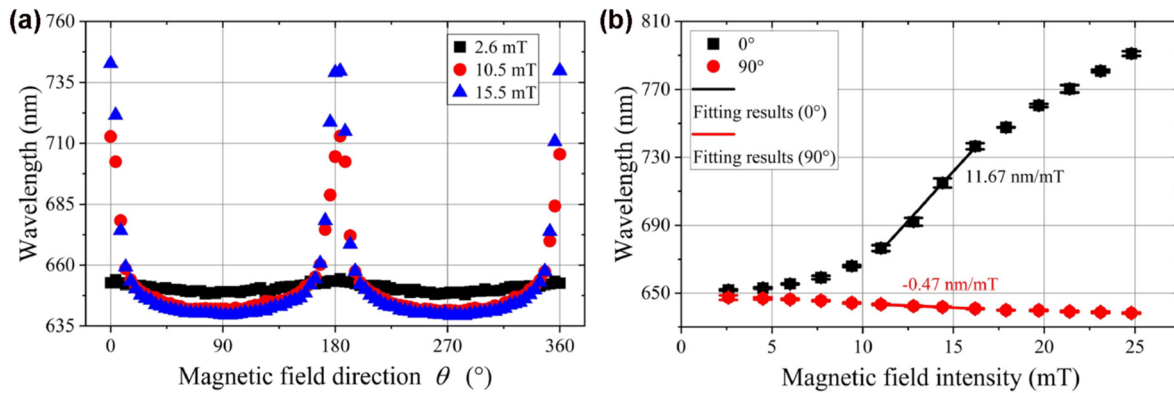 (a)
760
735
710
685
660
635
Wavelength (nm)
2.6 mT
10.5 mT
15.5 mT
0
90
180
270
360
Magnetic field direction θ (°)
(b)
810
770
730
690
650
Wavelength (nm)
0°
90°
Fitting results (0°)
Fitting results (90°)
11.67 nm/mT
-0.47 nm/mT
0
5
10
15
20
25
Magnetic field intensity (mT)